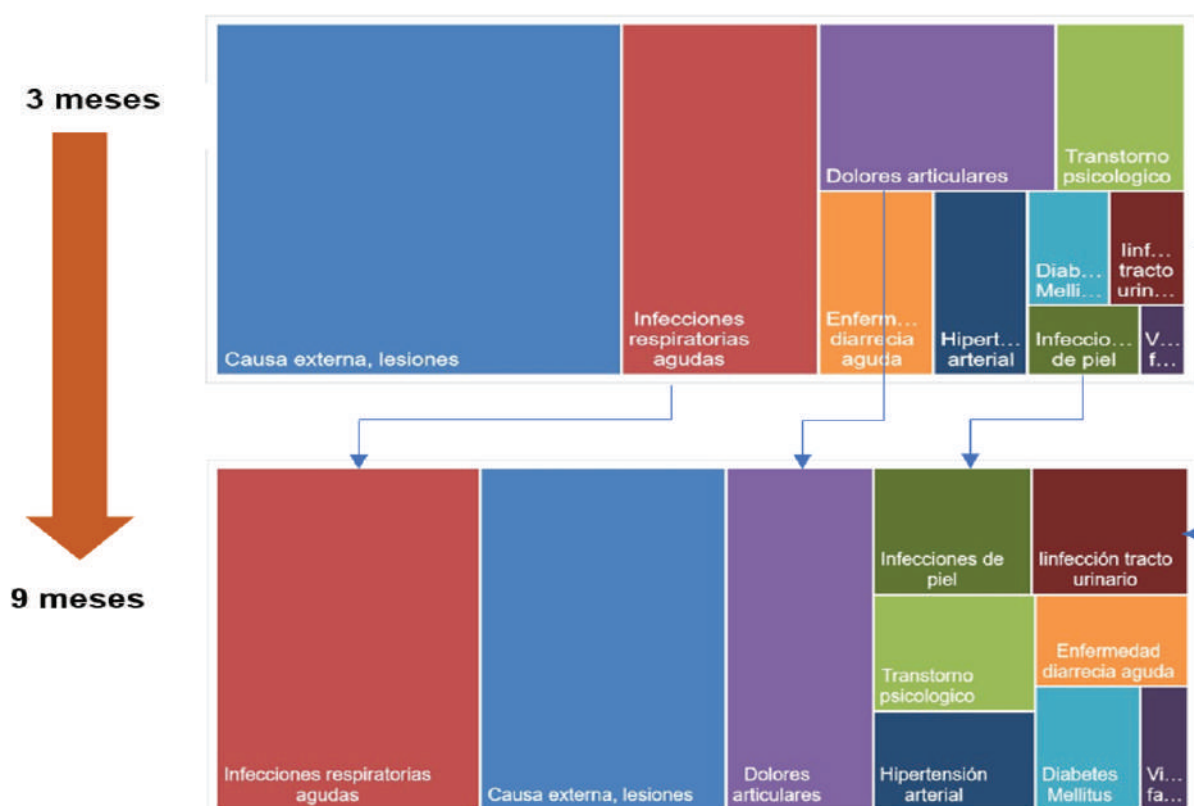 3 meses
Causa externa, lesiones
Infecciones
respiratorias
agudas
Dolores articulares
Transtorno
psicologico
Enferm...
diarrecia
aguda
Hipert...
arterial
Diab...
Melli...
Iinf...
tracto
urin...
Infeccio...
de piel
V...
f...
9 meses
Infecciones respiratorias
agudas
Causa externa, lesiones
Dolores
articulares
Infecciones de
piel
Iinfección tracto
urinario
Transtorno
psicologico
Enfermedad
diarrecia aguda
Hipertensión
arterial
Diabetes
Mellitus
Vi...
fa...